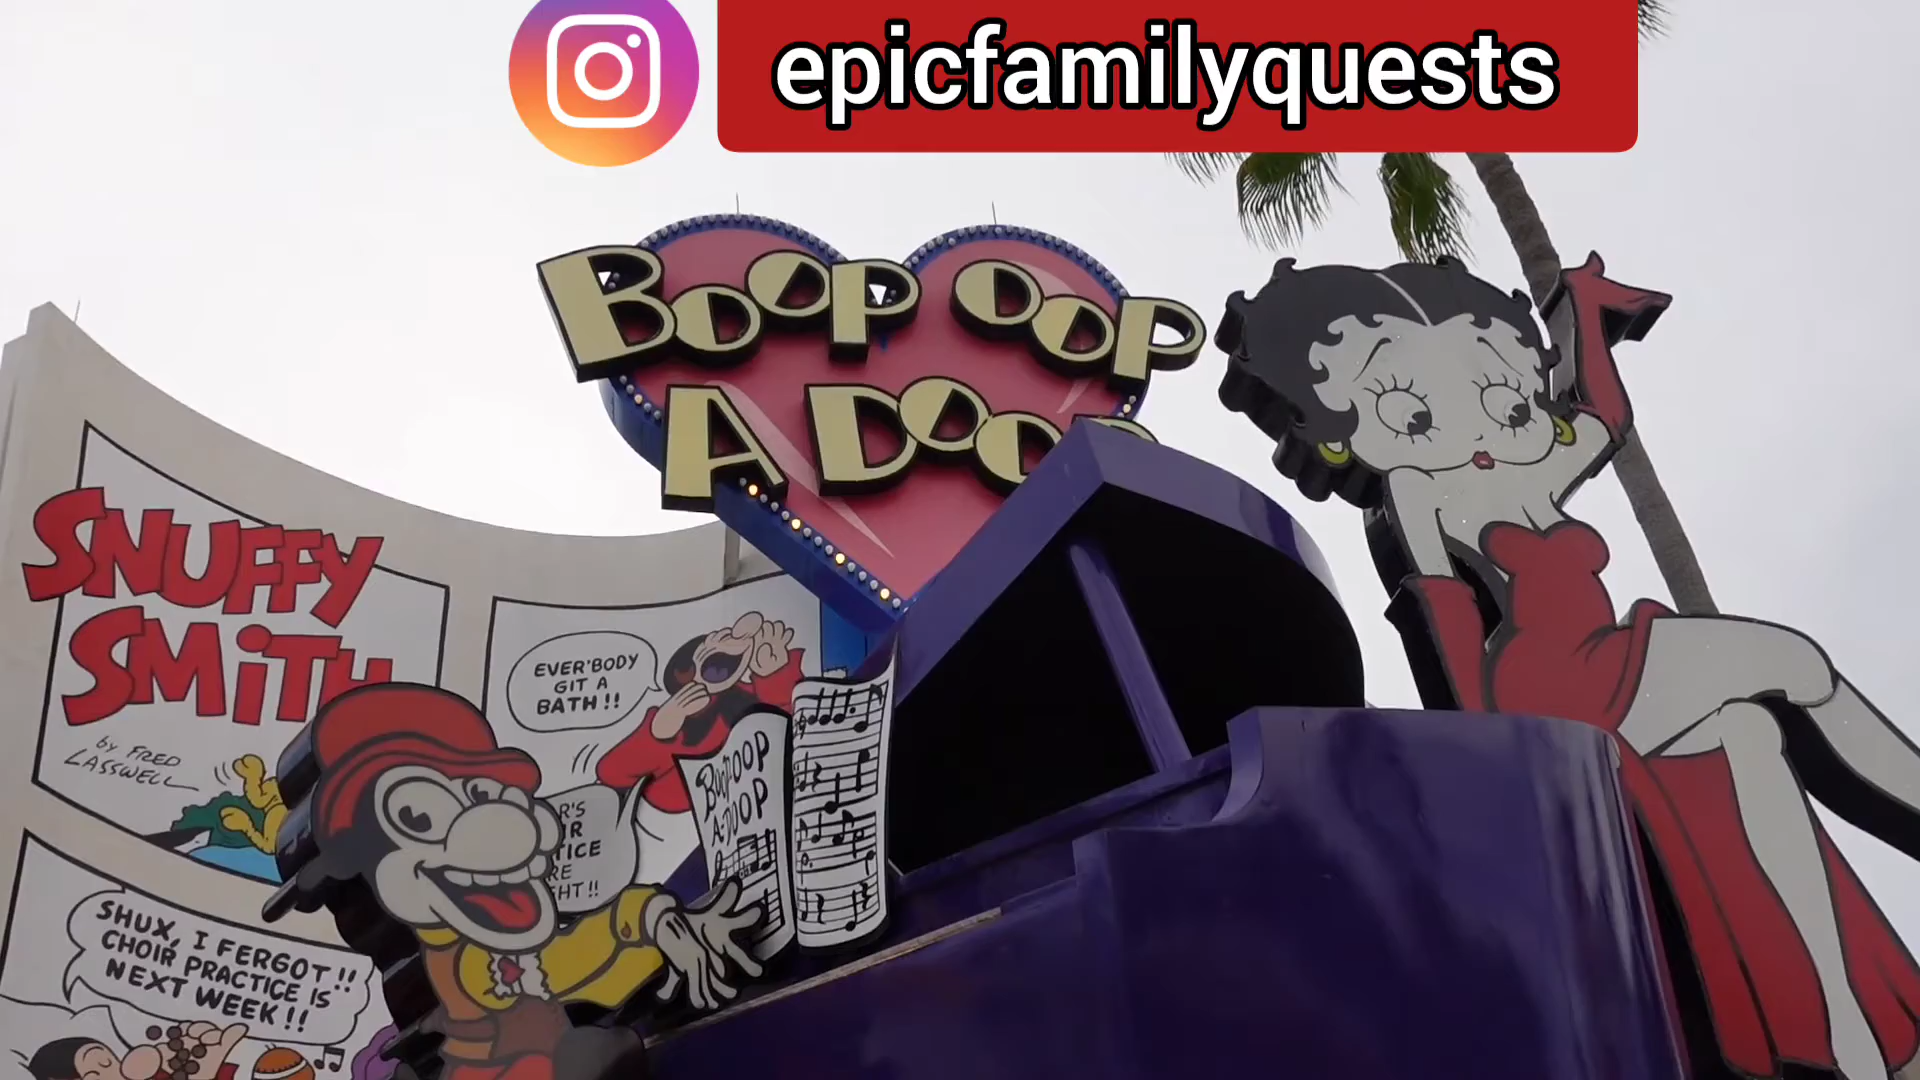 epicfamilyquests
BOOP OOP
A DOOP
SNUFFY
SMITH
by FRED
LASSWELL
EVER'BODY
GIT A
BATH!!
BOOP-OOP
A-DOOP
SHUX, I FERGOT!!
CHOIR PRACTICE IS
NEXT WEEK!!